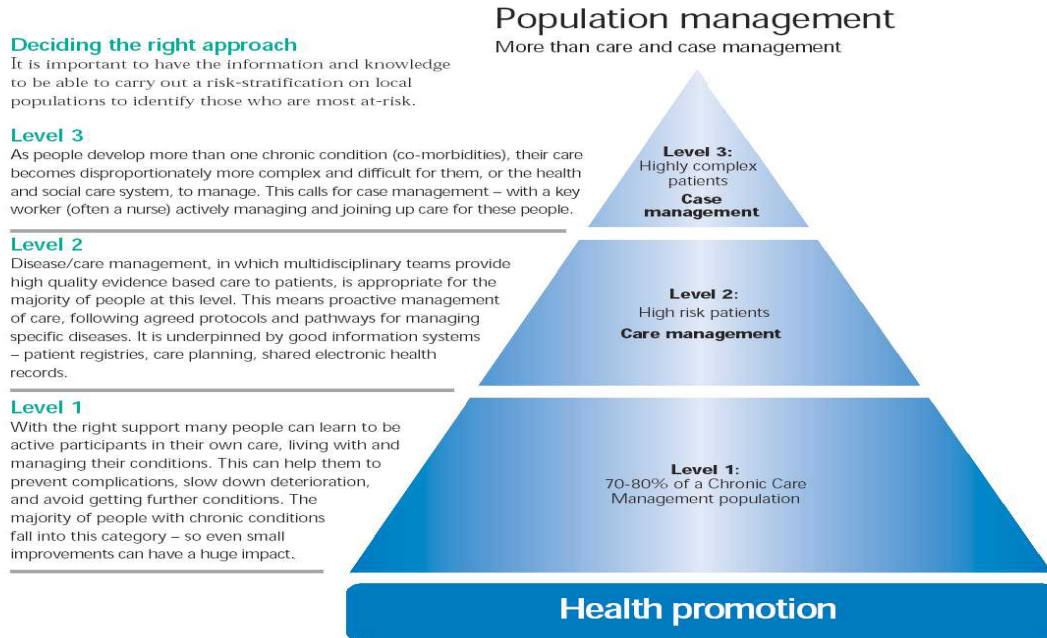 Population management
More than care and case management
Deciding the right approach
It is important to have the information and knowledge
to be able to carry out a risk-stratification on local
populations to identify those who are most at-risk.
Level 3
As people develop more than one chronic condition (co-morbidities), their care
becomes disproportionately more complex and difficult for them, or the health
and social care system, to manage. This calls for case management – with a key
worker (often a nurse) actively managing and joining up care for these people.
Level 2
Disease/care management, in which multidisciplinary teams provide
high quality evidence based care to patients, is appropriate for the
majority of people at this level. This means proactive management
of care, following agreed protocols and pathways for managing
specific diseases. It is underpinned by good information systems
– patient registries, care planning, shared electronic health
records.
Level 1
With the right support many people can learn to be
active participants in their own care, living with and
managing their conditions. This can help them to
prevent complications, slow down deterioration,
and avoid getting further conditions. The
majority of people with chronic conditions
fall into this category – so even small
improvements can have a huge impact.
Level 3:
Highly complex
patients
Case
management
Level 2:
High risk patients
Care management
Level 1:
70-80% of a Chronic Care
Management population
Health promotion